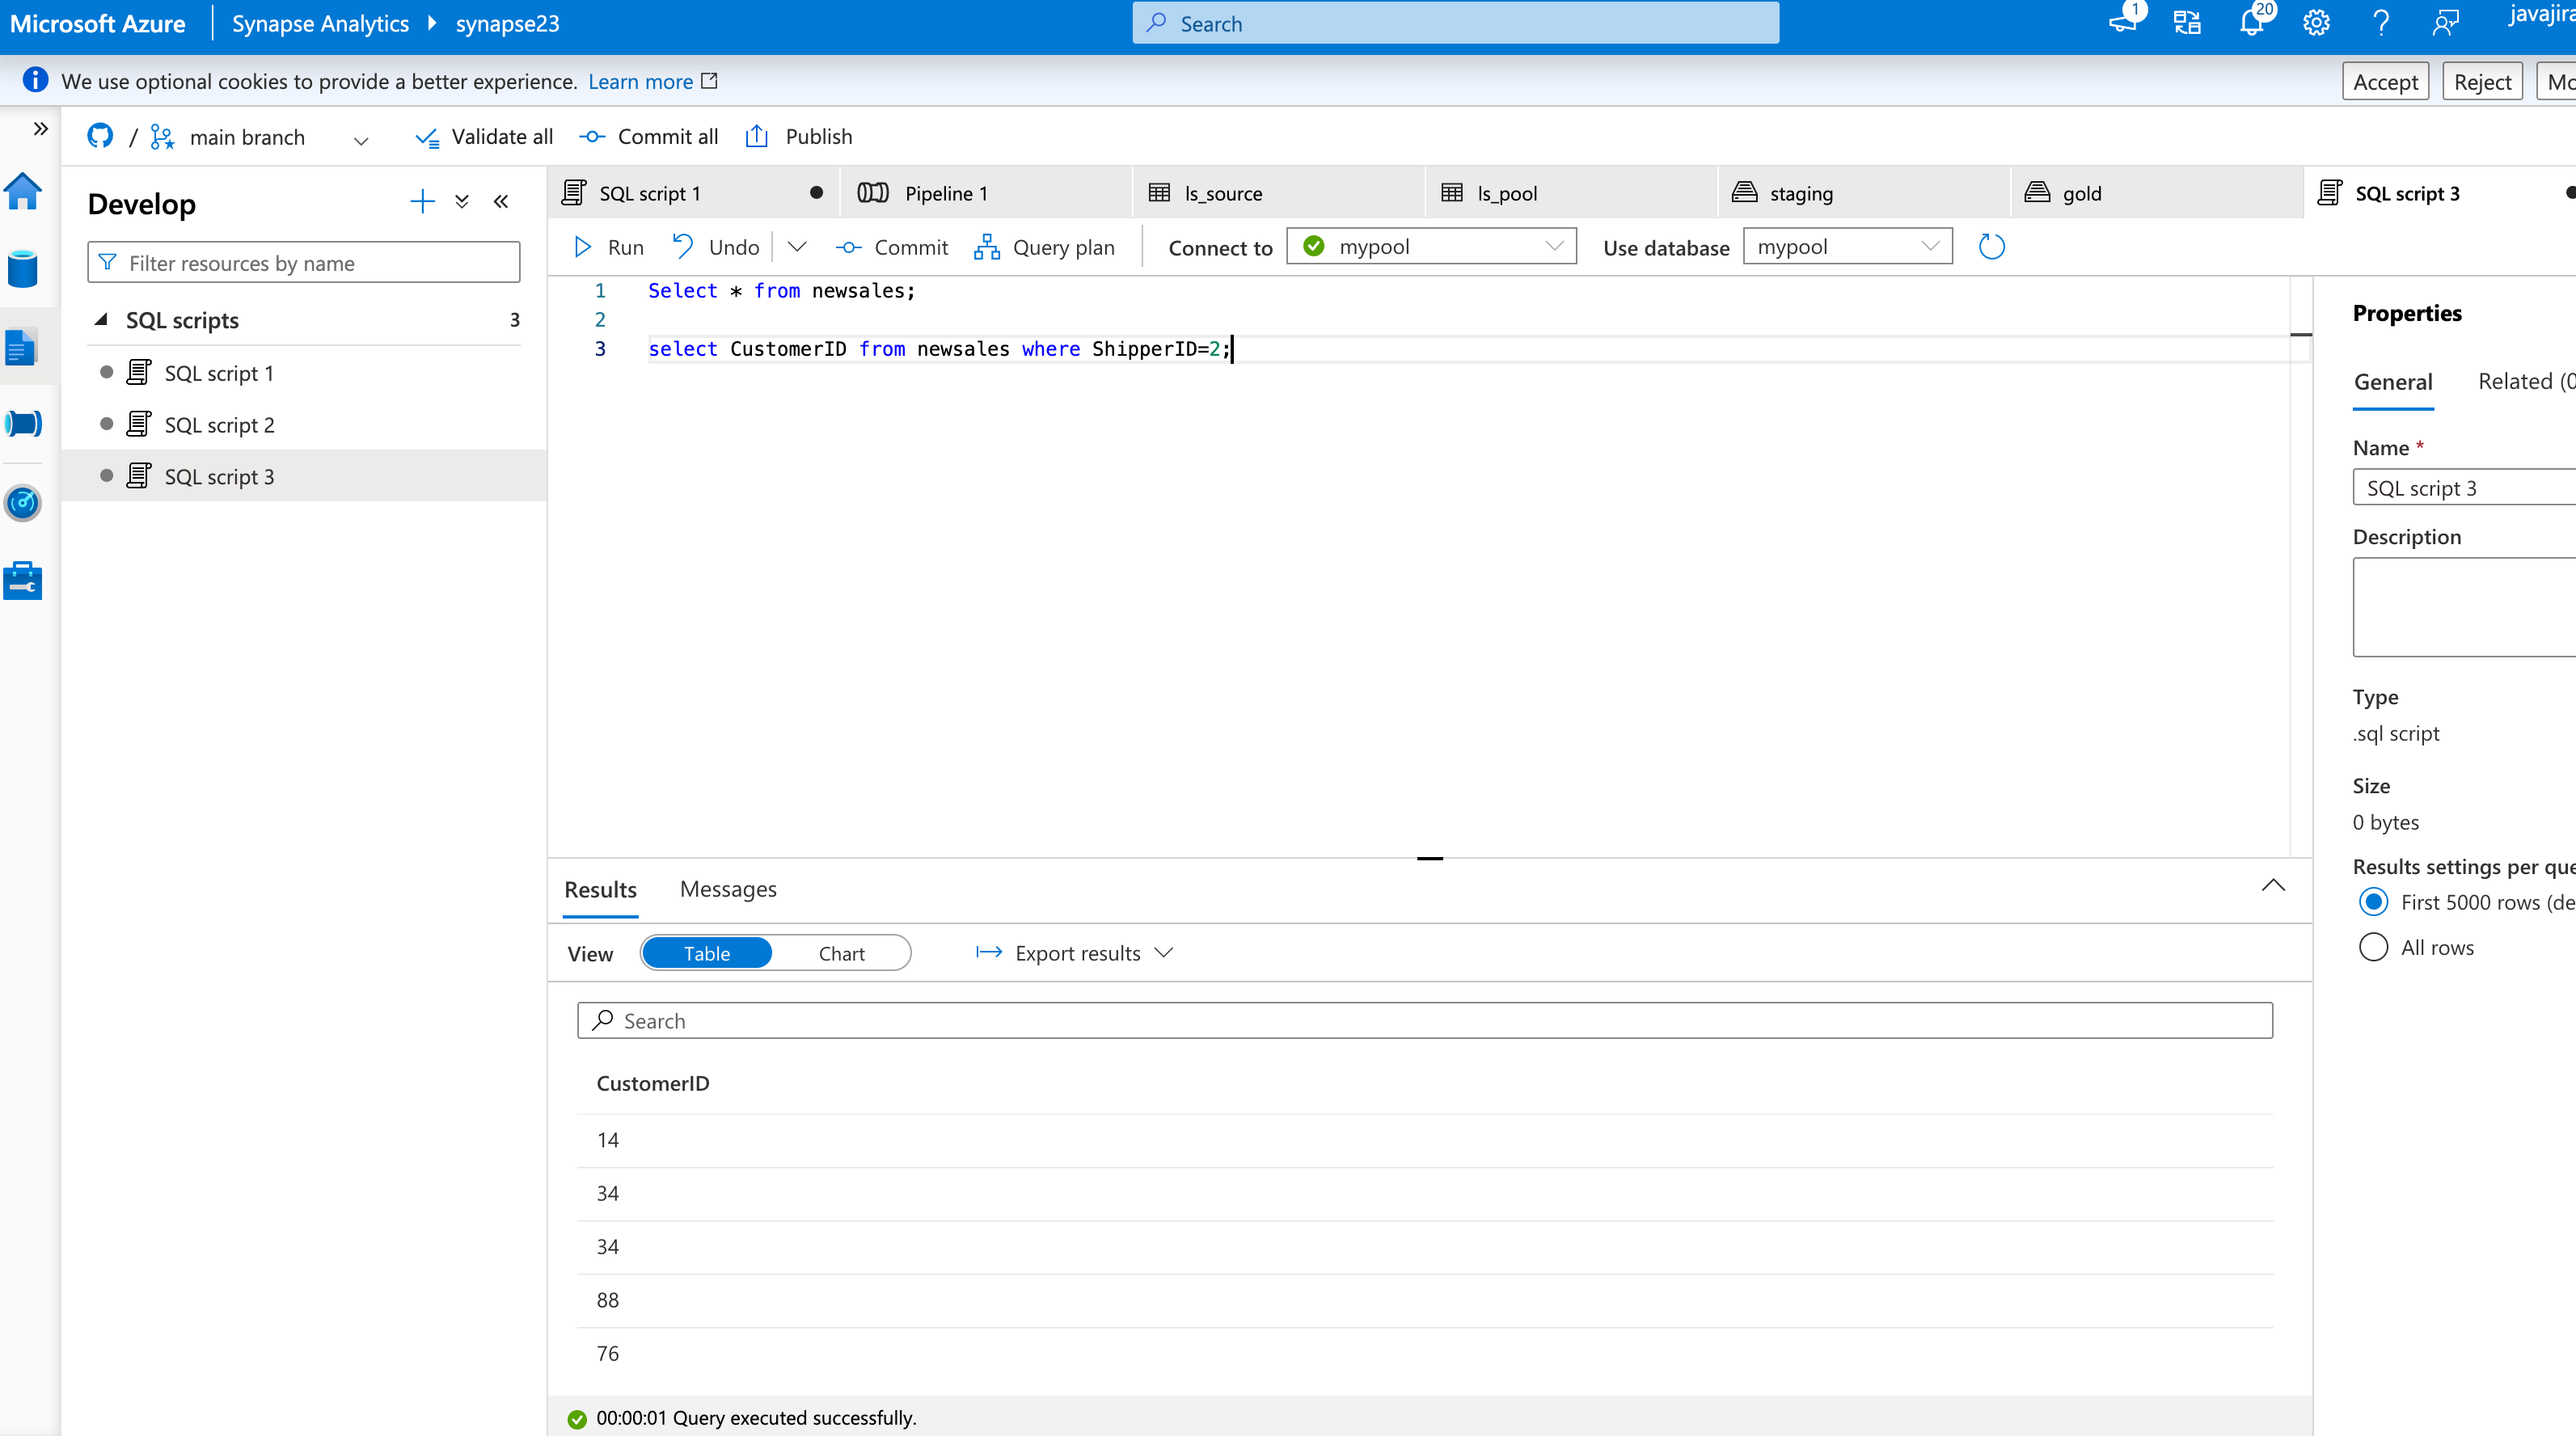 Microsoft Azure Synapse Analytics synapse23 Search 1 20
We use optional cookies to provide a better experience. Learn more Accept Reject
/ main branch Validate all Commit all Publish
Develop
Filter resources by name
SQL scripts 3
SQL script 1
SQL script 2
SQL script 3
SQL script 1 Pipeline 1 ls_source ls_pool staging gold SQL script 3
Run Undo Commit Query plan Connect to mypool Use database mypool
1 Select * from newsales;
2
3 select CustomerID from newsales where ShipperID=2;
Results Messages
View Table Chart Export results
Search
CustomerID
14
34
34
88
76
00:00:01 Query executed successfully.
Properties
General Related (0
Name *
SQL script 3
Description
Type
.sql script
Size
0 bytes
Results settings per que
First 5000 rows (de
All rows